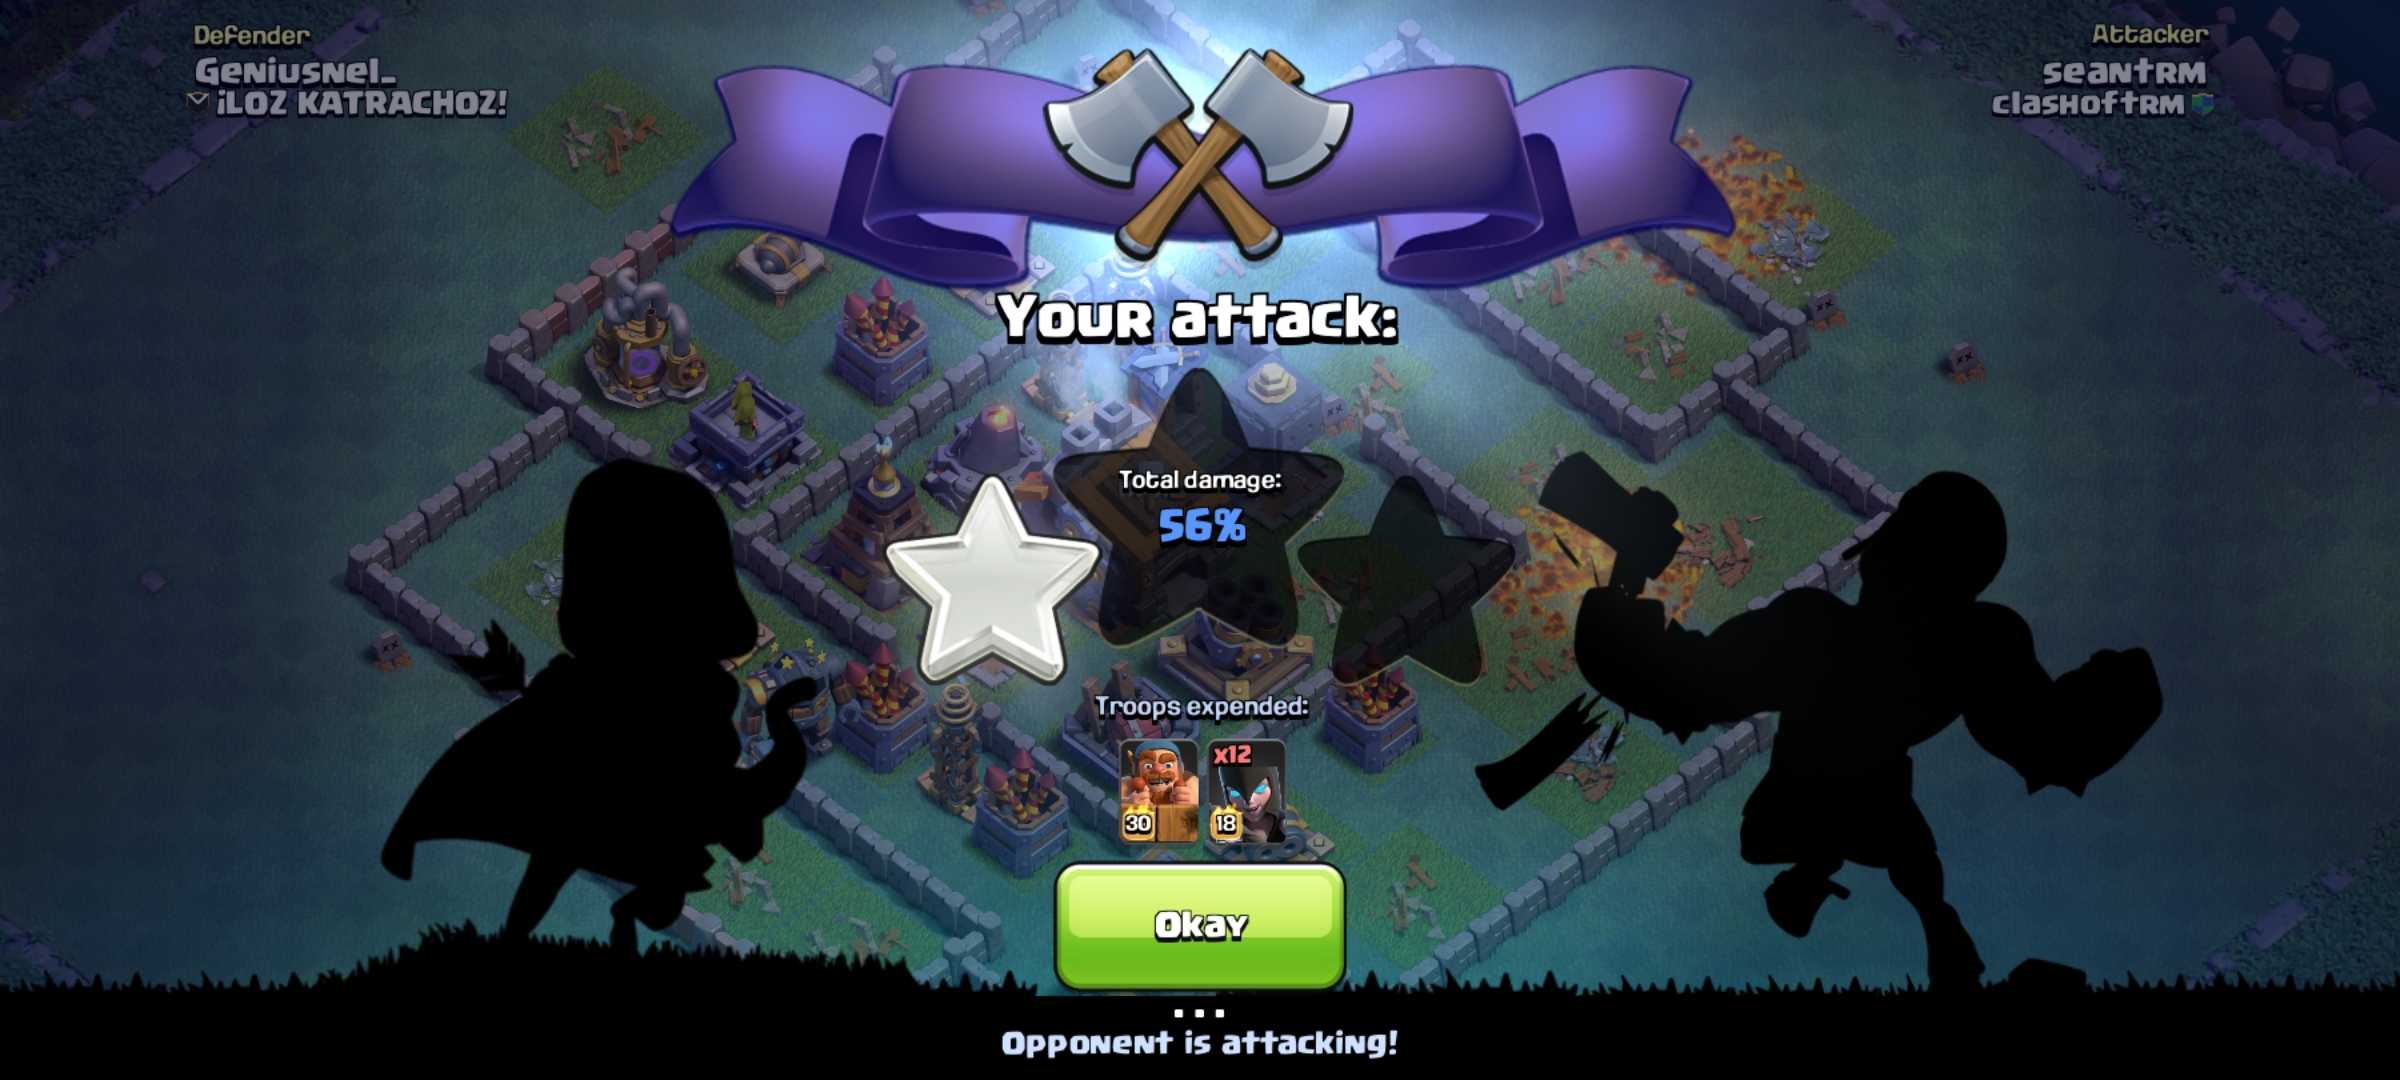 Defender
Geniusnel_
¡LOZ KATRACHOZ!
Attacker
seantRM
clashoftRM
Your attack:
Total damage:
56%
Troops expended:
x12
30
18
Okay
...
Opponent is attacking!